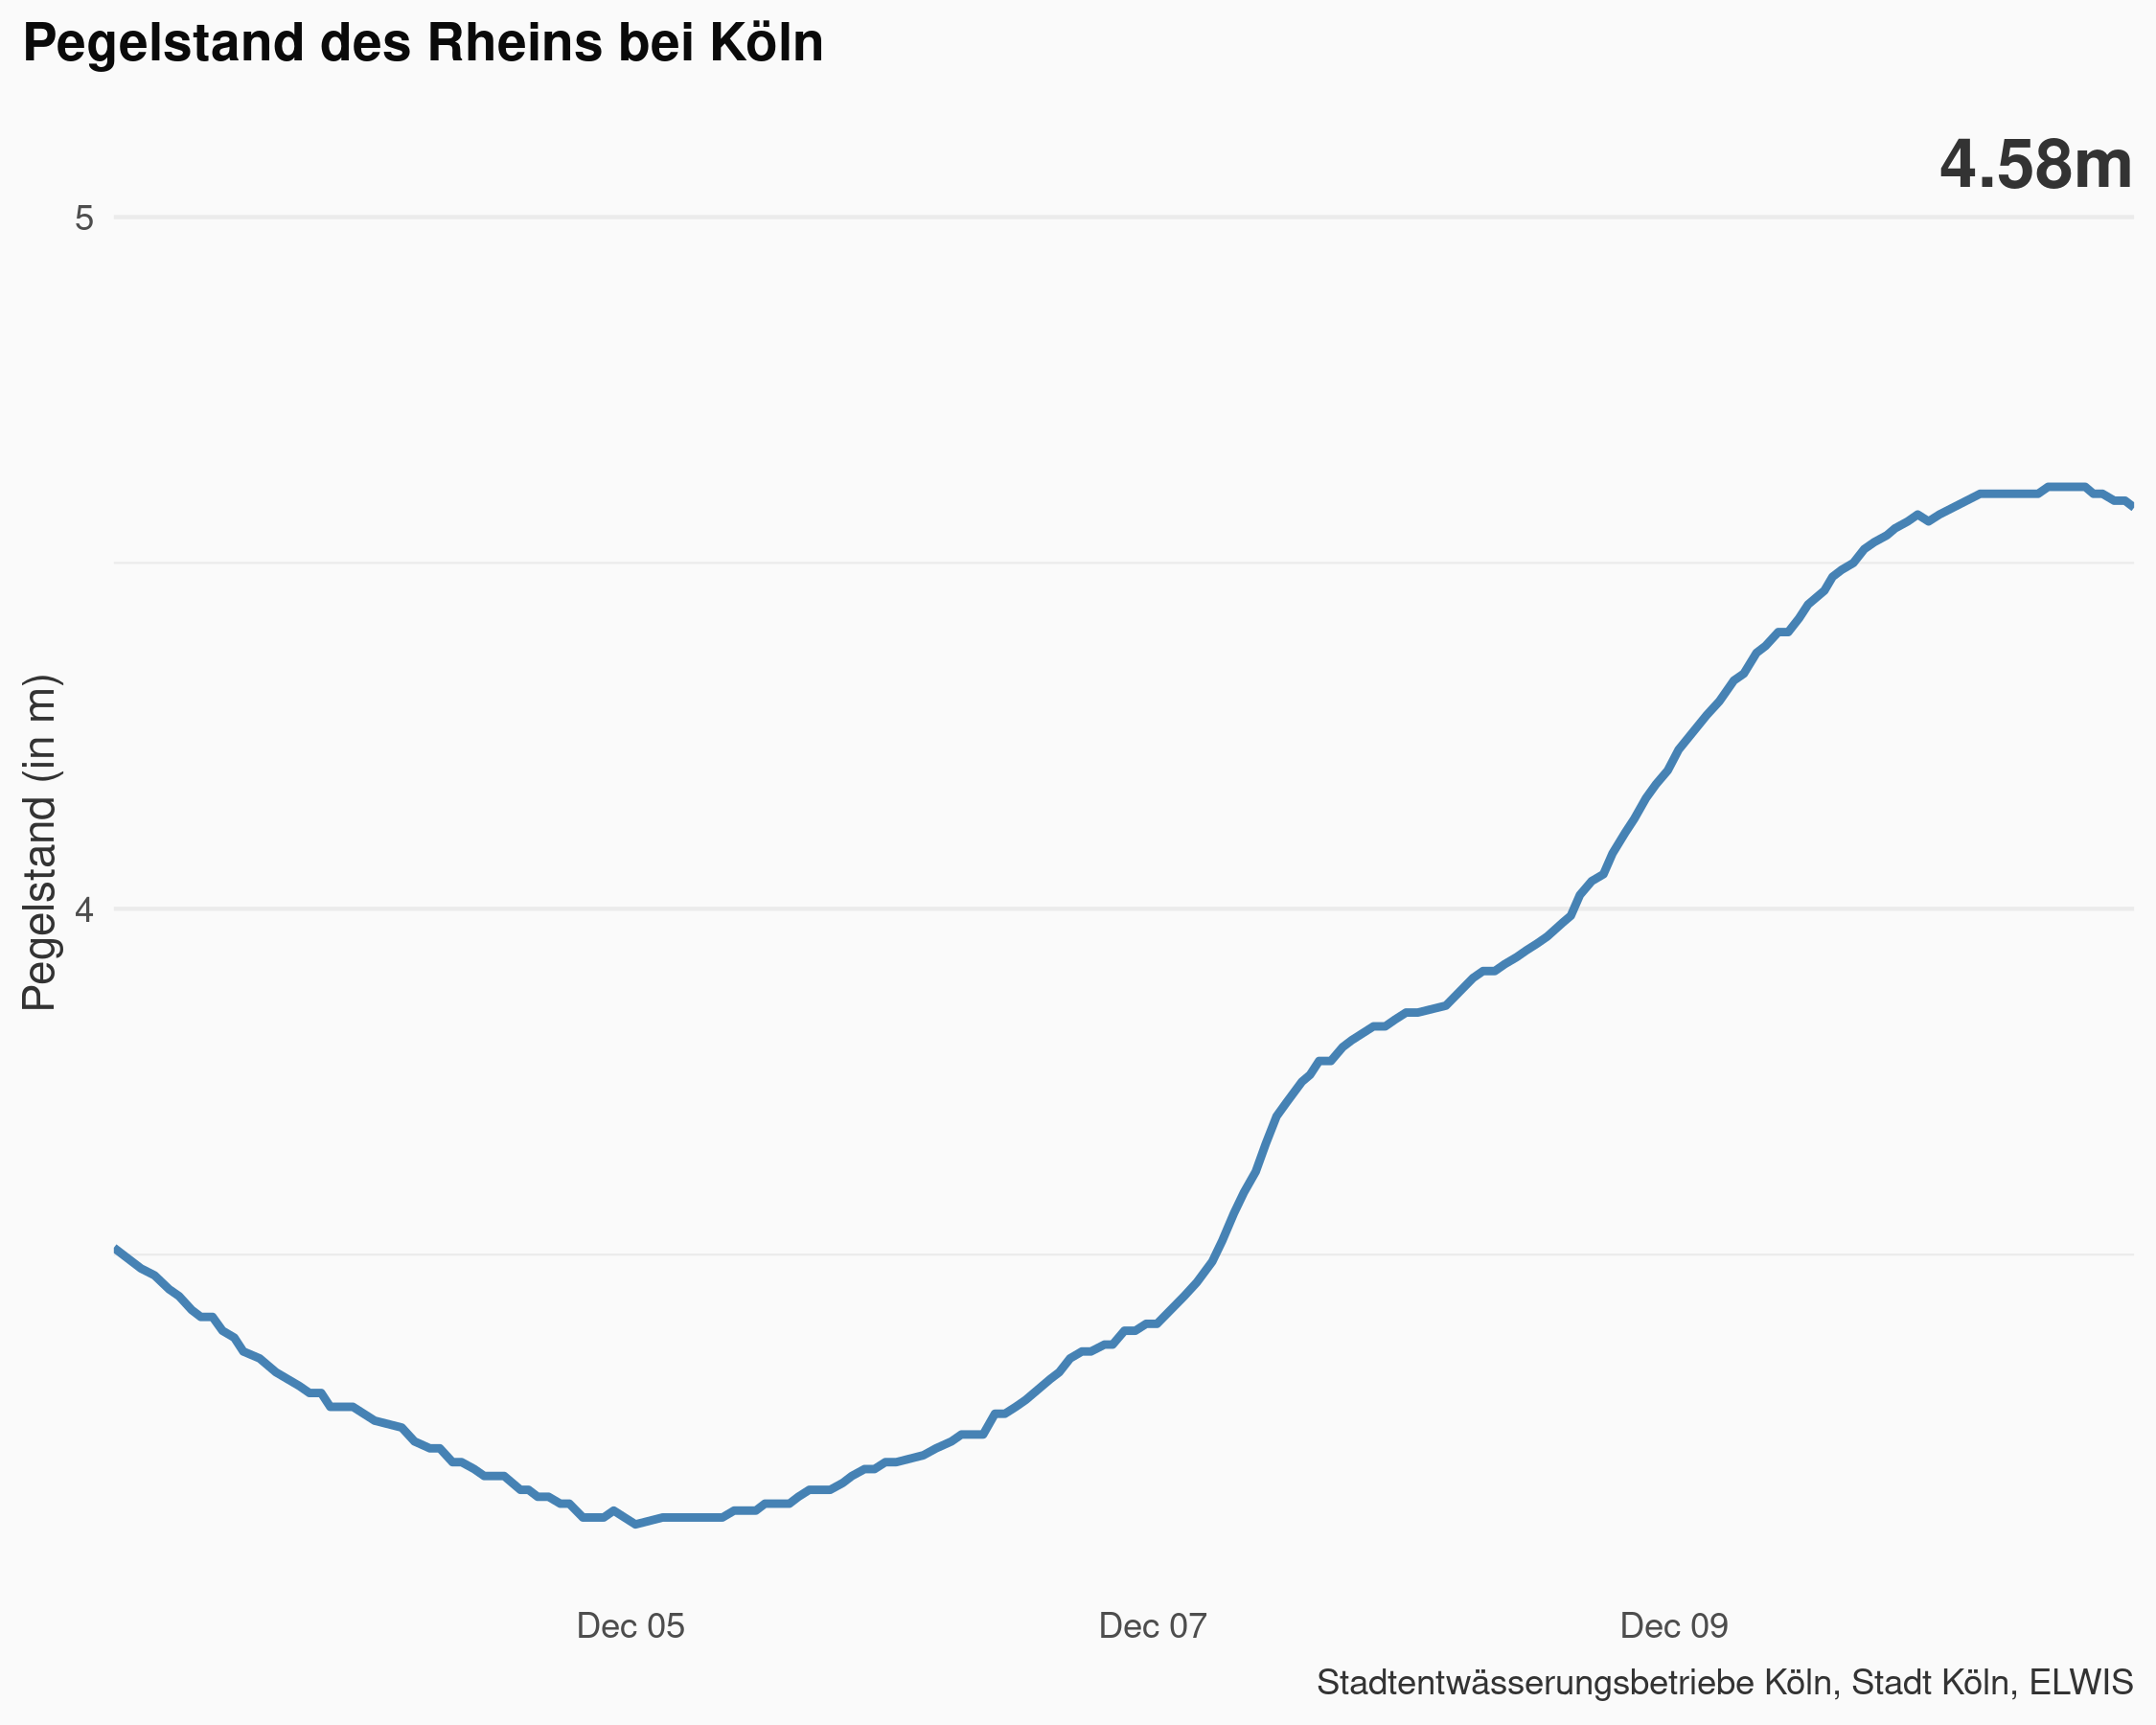 Pegelstand des Rheins bei Köln
4.58m
5
4
Pegelstand (in m)
Dec 05
Dec 07
Dec 09
Stadtentwässerungsbetriebe Köln, Stadt Köln, ELWIS